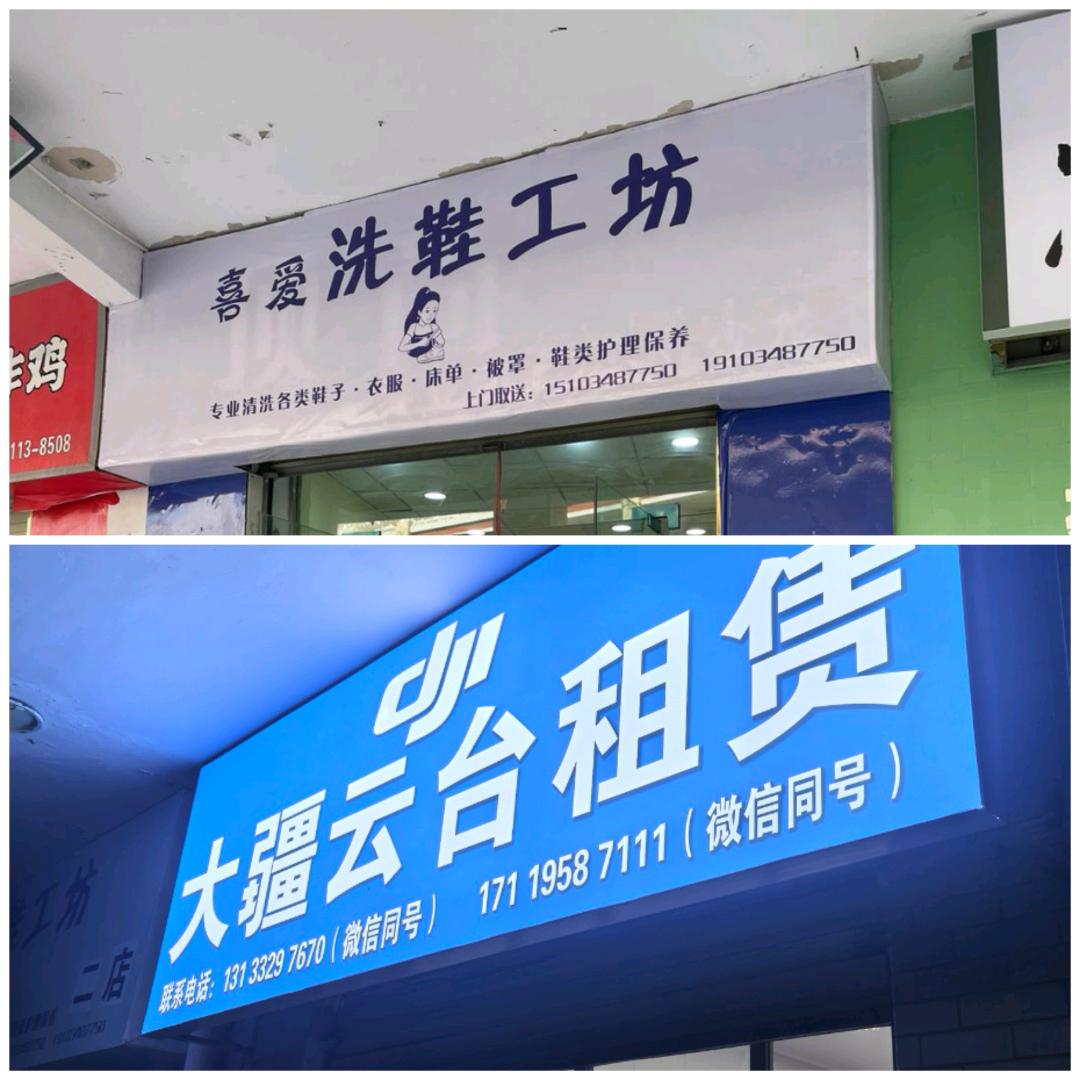 喜爱洗鞋工坊
专业清洗各类鞋子·衣服·床单·被罩·鞋类护理保养
上门取送：15103487750 19103487750
炸鸡
113-8508
dji
大疆云台租赁
联系电话：131 3329 7670（微信同号） 171 1958 7111（微信同号）
鞋工坊
二店
19103487750